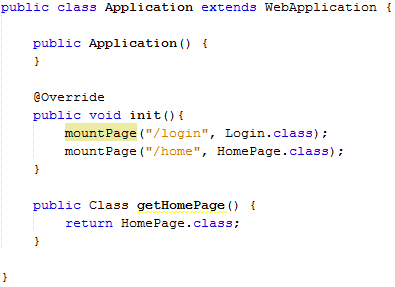 public class Application extends WebApplication {
public Application() {
}
@Override
public void init(){
mountPage("/login", Login.class);
mountPage("/home", HomePage.class);
}
public Class getHomePage() {
return HomePage.class;
}
}